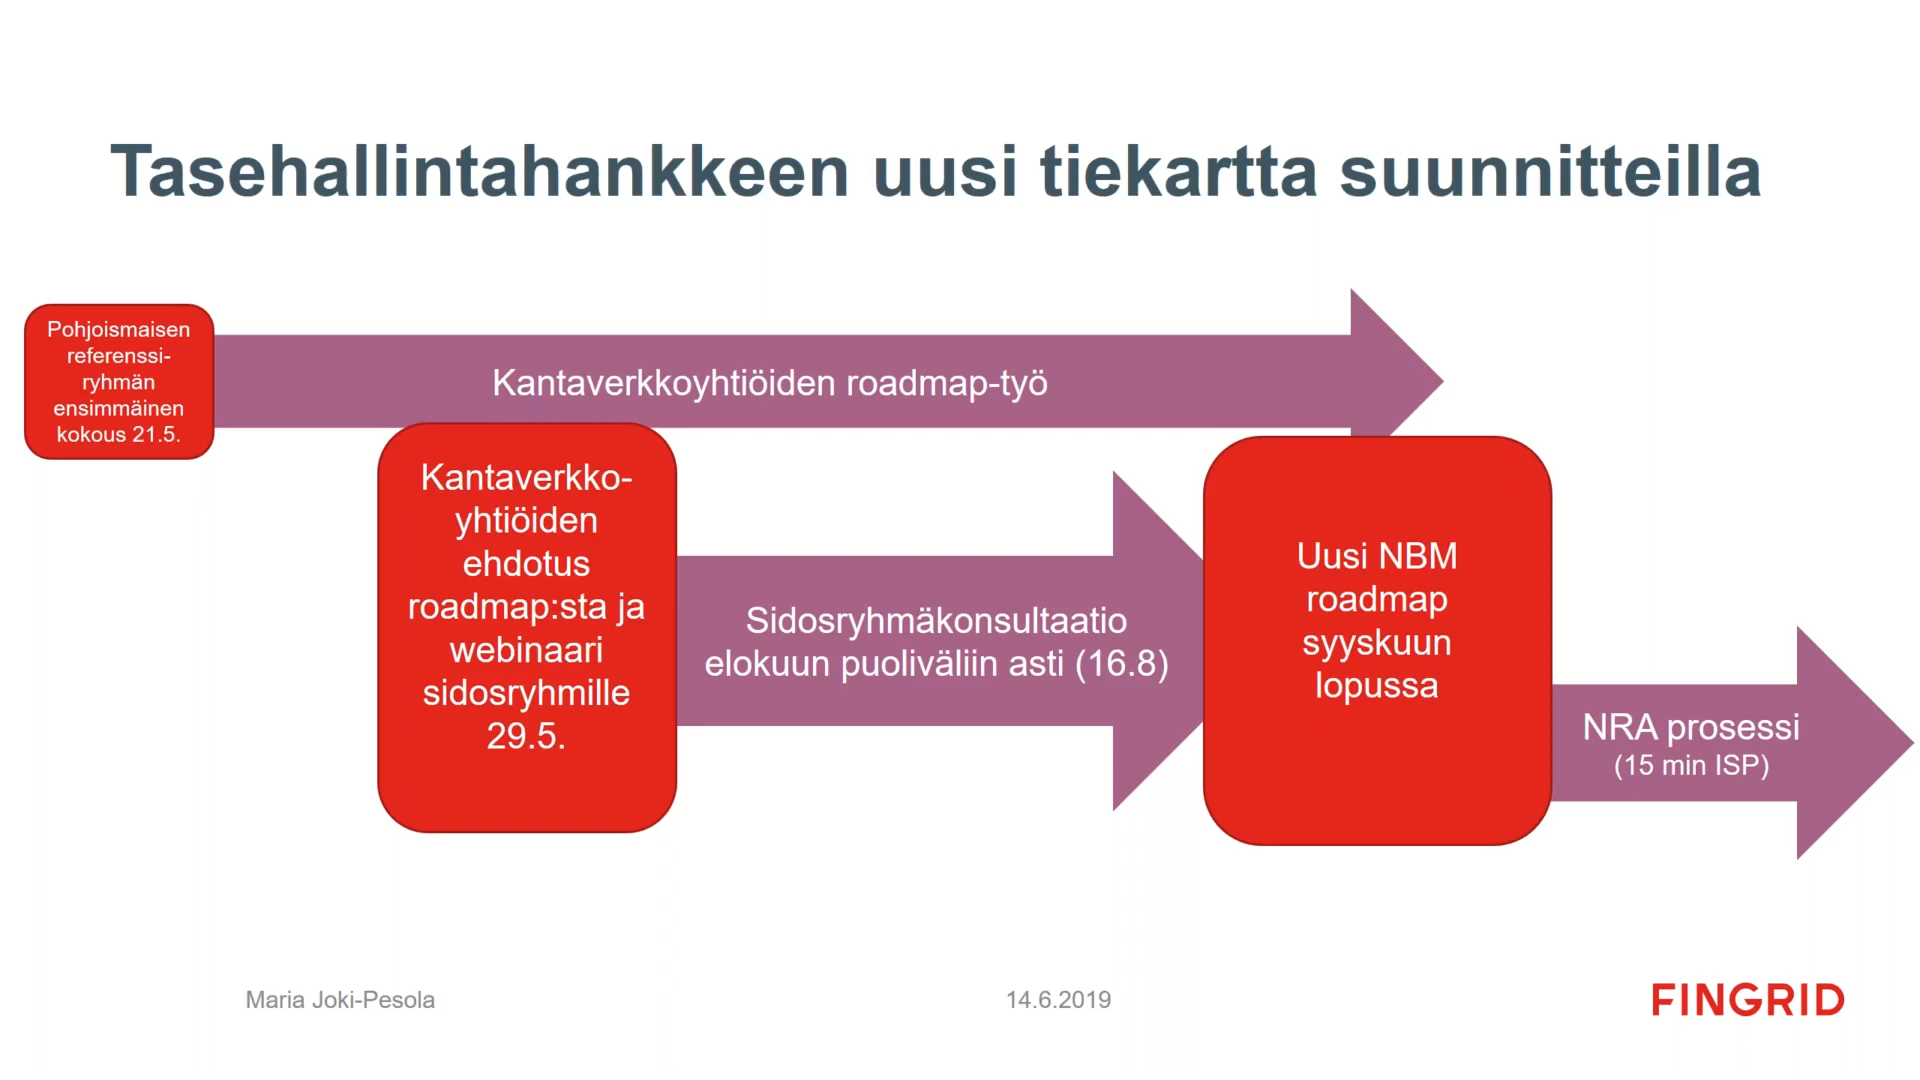 Tasehallintahankkeen uusi tiekartta suunnitteilla
Pohjoismaisen
referenssi-
ryhmän
ensimmäinen
kokous 21.5.
Kantaverkkoyhtiöiden roadmap-työ
Kantaverkko-
yhtiöiden
ehdotus
roadmap:sta ja
webinaari
sidosryhmille
29.5.
Sidosryhmäkonsultaatio
elokuun puoliväliin asti (16.8)
Uusi NBM
roadmap
syyskuun
lopussa
NRA prosessi
(15 min ISP)
Maria Joki-Pesola
14.6.2019
FINGRID